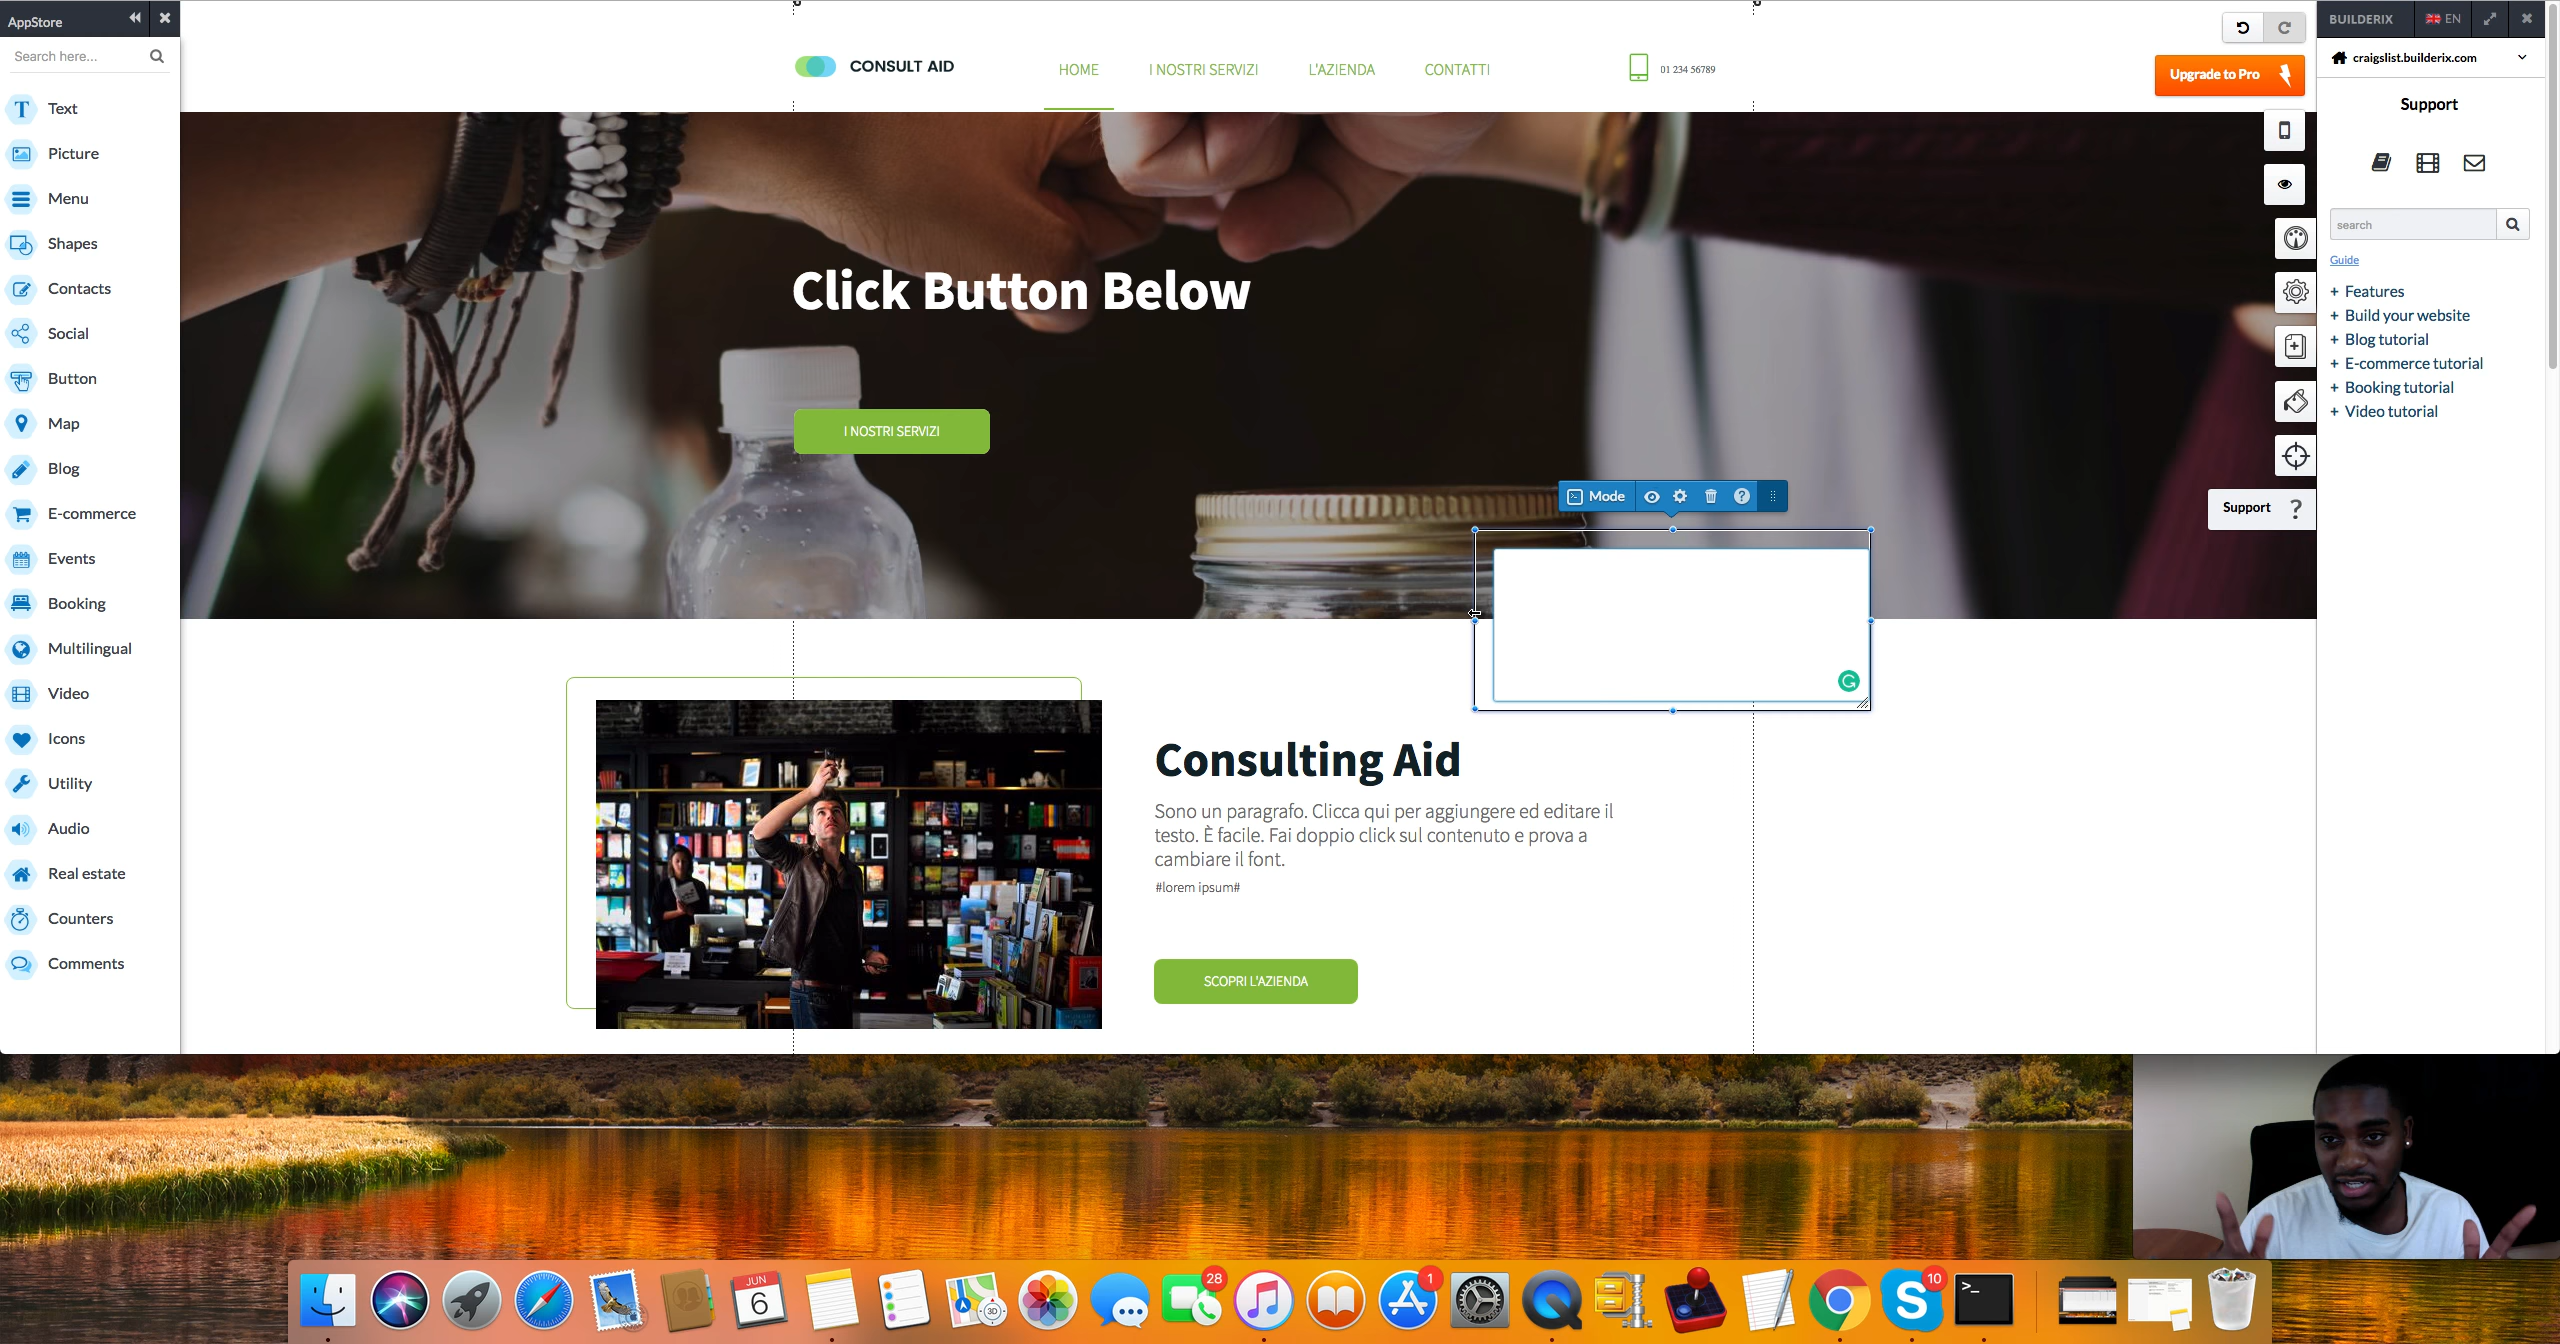 AppStore
Search here...
Text
Picture
Menu
Shapes
Contacts
Social
Button
Map
Blog
E-commerce
Events
Booking
Multilingual
Video
Icons
Utility
Audio
Real estate
Counters
Comments
CONSULT AID
HOME
I NOSTRI SERVIZI
L'AZIENDA
CONTATTI
01 234 56789
Click Button Below
I NOSTRI SERVIZI
Mode
Consulting Aid
Sono un paragrafo. Clicca qui per aggiungere ed editare il
testo. È facile. Fai doppio click sul contenuto e prova a
cambiare il font.
#lorem ipsum#
SCOPRI L'AZIENDA
Upgrade to Pro
Support ?
BUILDERIX
EN
craigslist.builderix.com
Support
search
Guide
+ Features
+ Build your website
+ Blog tutorial
+ E-commerce tutorial
+ Booking tutorial
+ Video tutorial
JUN
6
3D
28
1
10